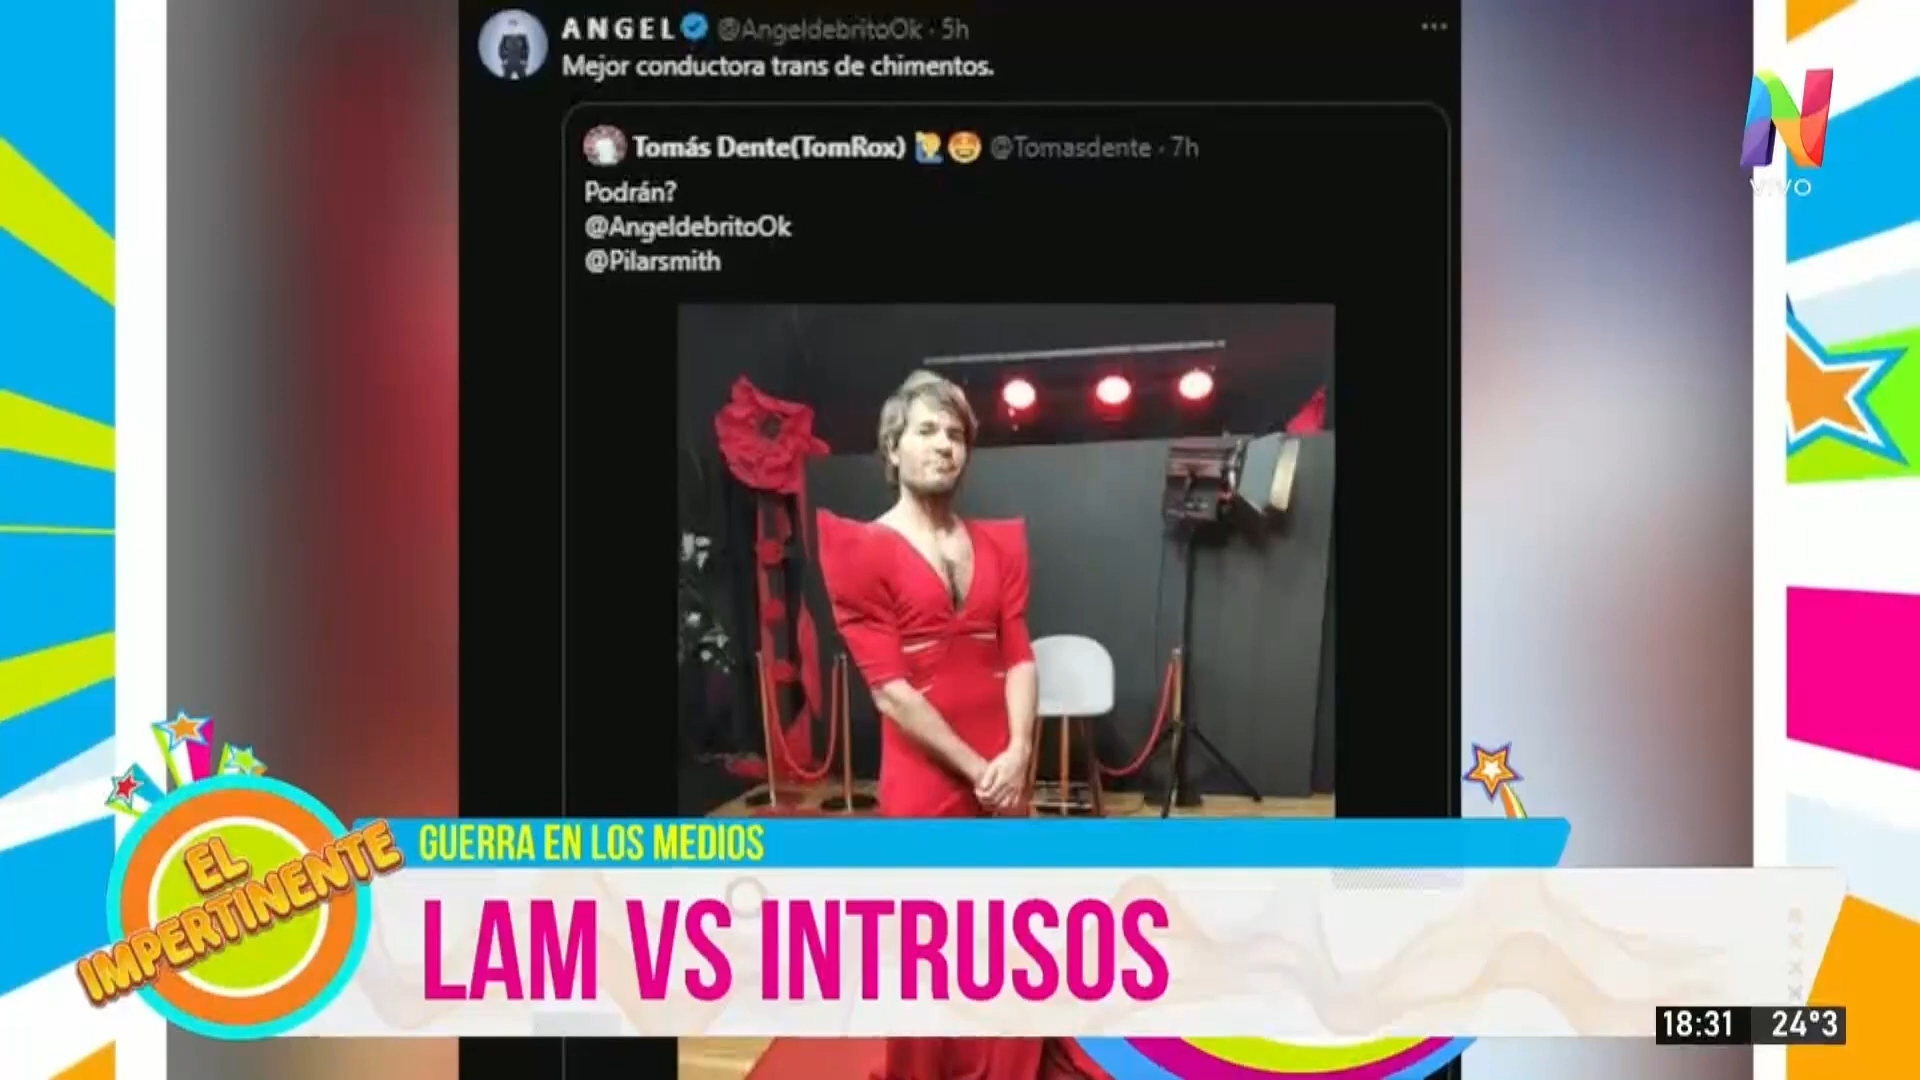 ANGEL @AngeldebritoOk · 5h
Mejor conductora trans de chimentos.
Tomás Dente(TomRox) 🙋‍♂️🤩 @Tomasdente · 7h
Podrán?
@AngeldebritoOk
@Pilarsmith
N
VIVO
EL
IMPERTINENTE
GUERRA EN LOS MEDIOS
LAM VS INTRUSOS
18:31 24°3